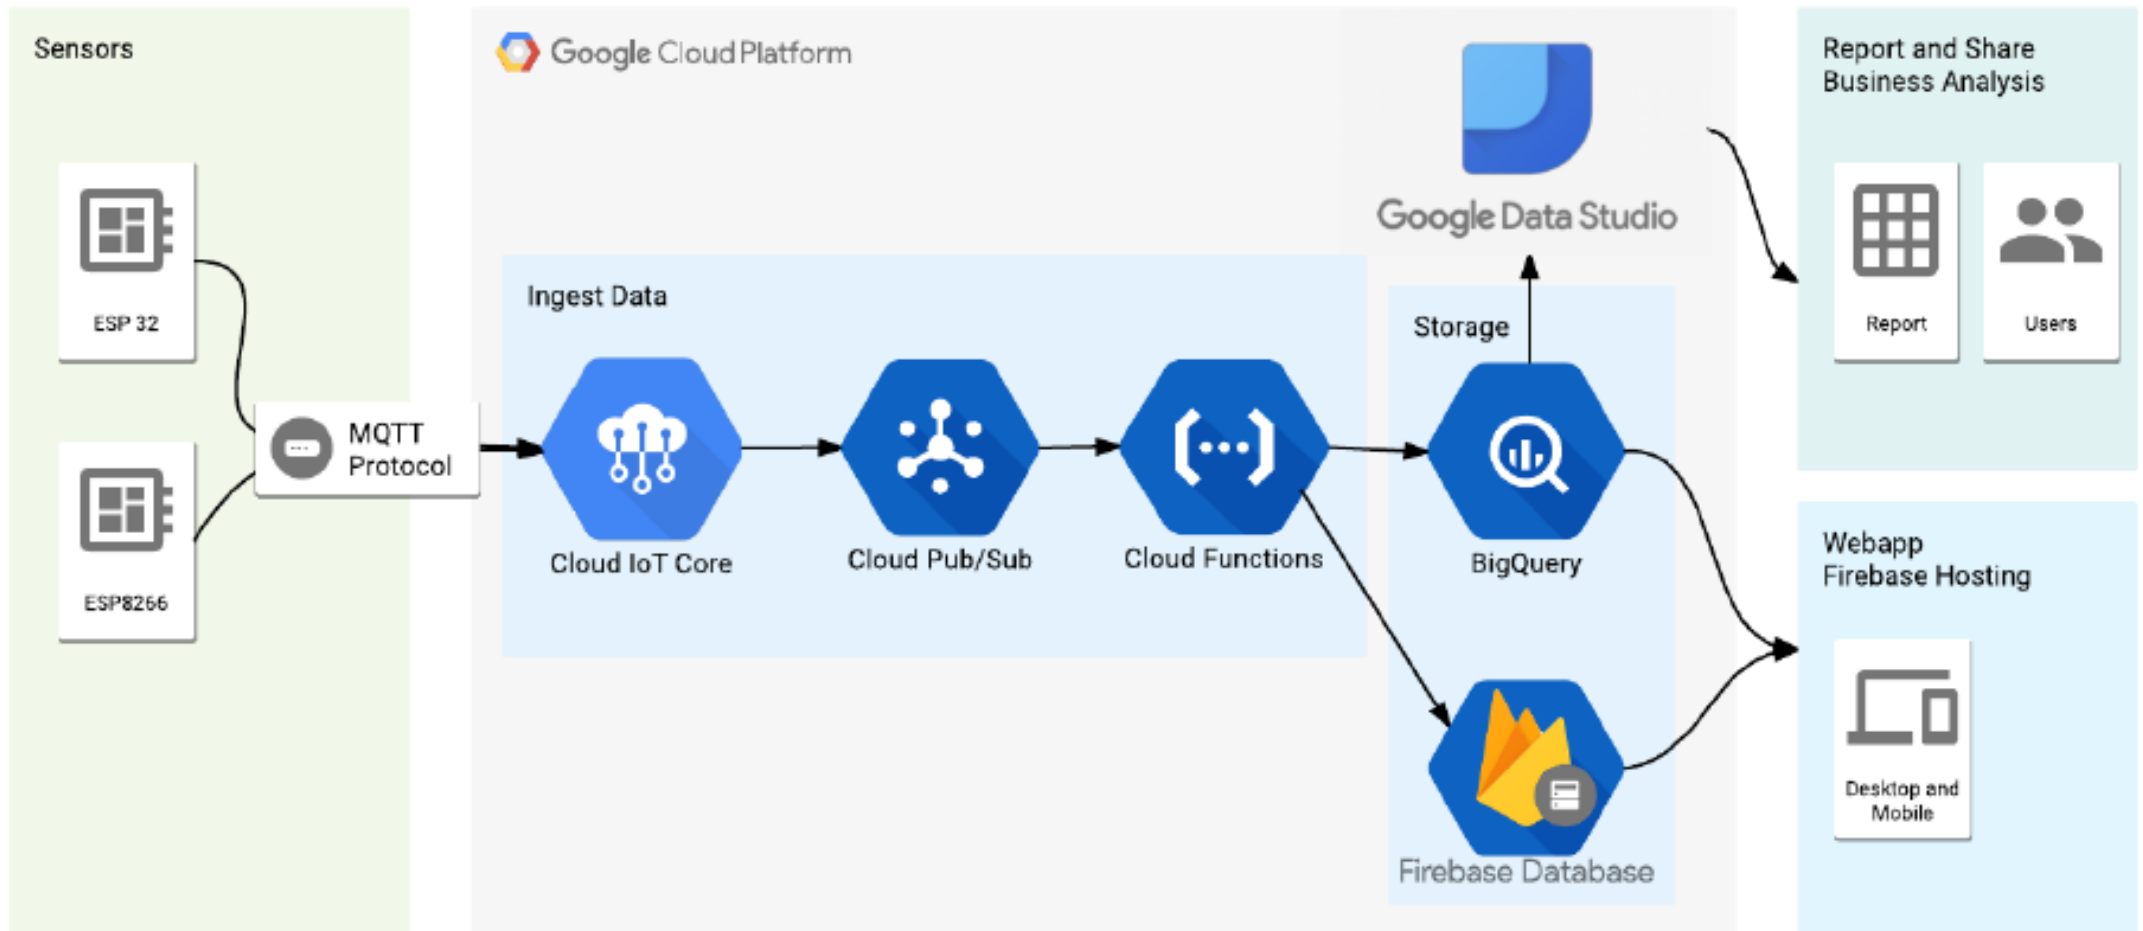 Sensors
ESP 32
ESP8266
MQTT
Protocol
Google Cloud Platform
Ingest Data
Cloud IoT Core
Cloud Pub/Sub
Cloud Functions
Google Data Studio
Storage
BigQuery
Firebase Database
Report and Share
Business Analysis
Report
Users
Webapp
Firebase Hosting
Desktop and
Mobile